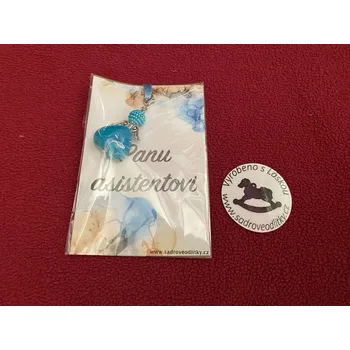 Panu
asistentovi
www.sadroveodlitky.cz
Vyrobeno s Láskou
www.sadroveodlitky.cz